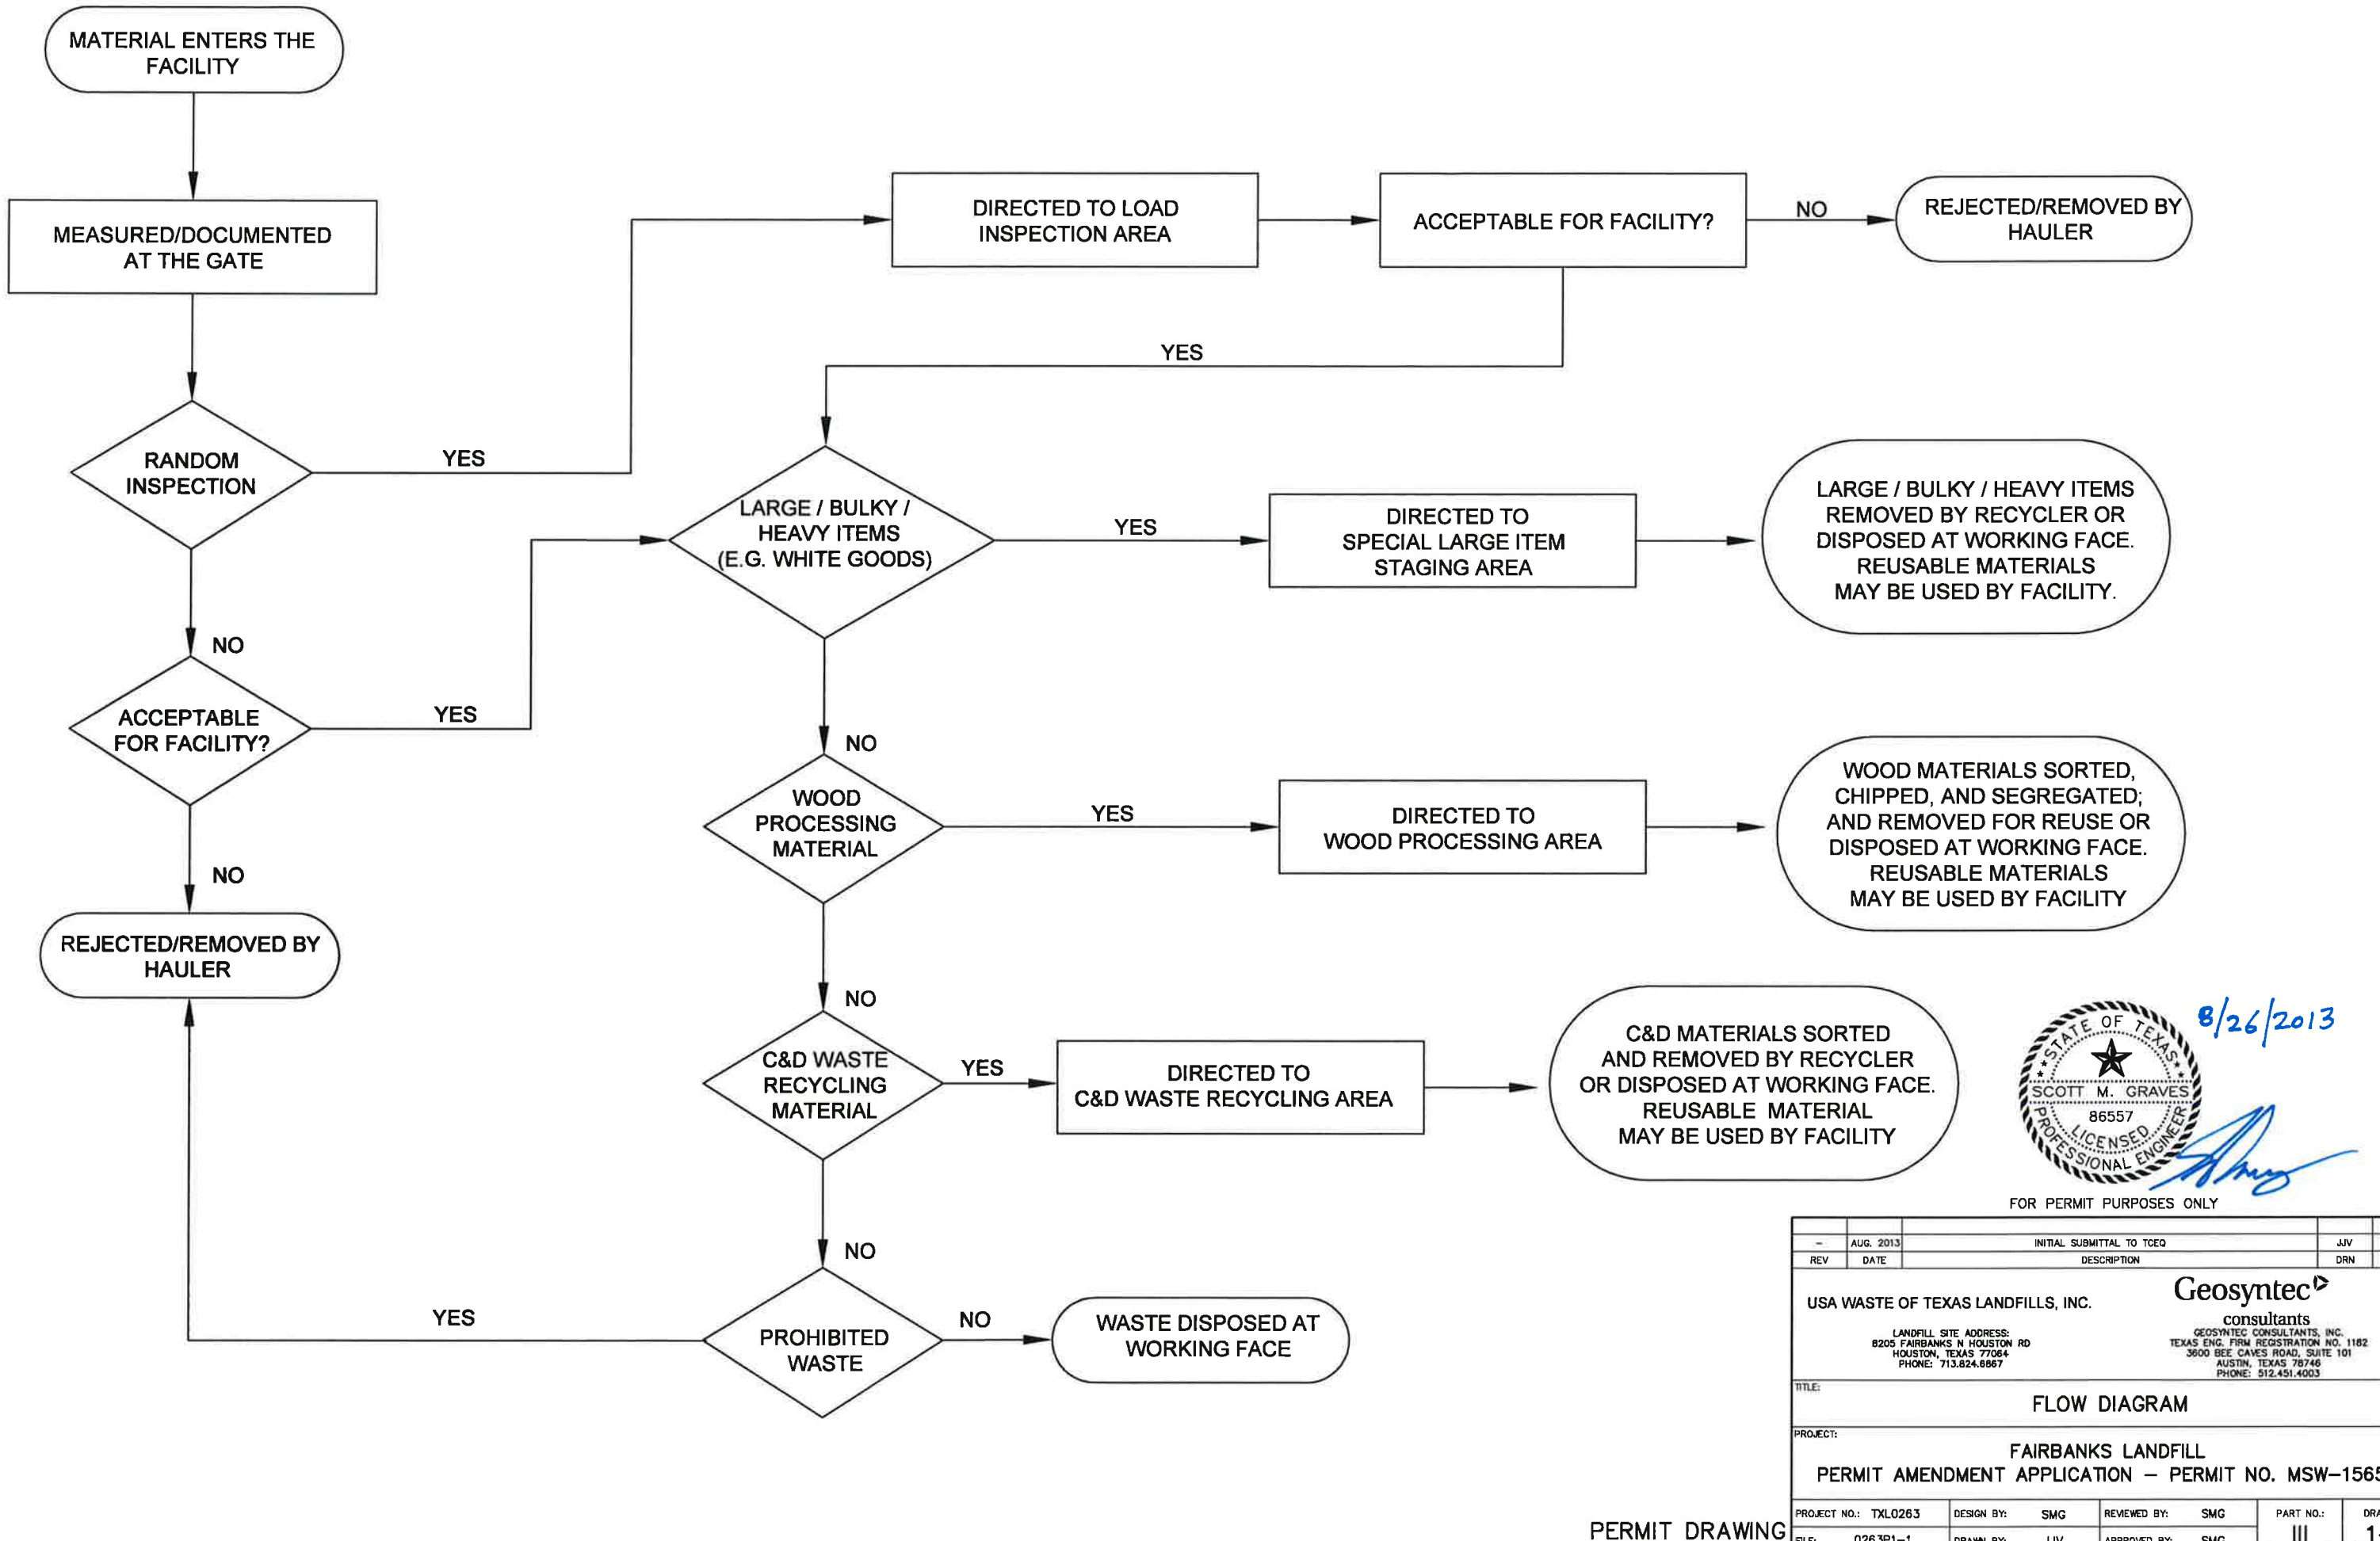 MATERIAL ENTERS THE
FACILITY
MEASURED/DOCUMENTED
AT THE GATE
DIRECTED TO LOAD
INSPECTION AREA
ACCEPTABLE FOR FACILITY?
NO
REJECTED/REMOVED BY
HAULER
YES
RANDOM
INSPECTION
YES
NO
LARGE / BULKY /
HEAVY ITEMS
(E.G. WHITE GOODS)
YES
DIRECTED TO
SPECIAL LARGE ITEM
STAGING AREA
LARGE / BULKY / HEAVY ITEMS
REMOVED BY RECYCLER OR
DISPOSED AT WORKING FACE.
REUSABLE MATERIALS
MAY BE USED BY FACILITY.
ACCEPTABLE
FOR FACILITY?
YES
NO
NO
WOOD
PROCESSING
MATERIAL
YES
DIRECTED TO
WOOD PROCESSING AREA
WOOD MATERIALS SORTED,
CHIPPED, AND SEGREGATED;
AND REMOVED FOR REUSE OR
DISPOSED AT WORKING FACE.
REUSABLE MATERIALS
MAY BE USED BY FACILITY
REJECTED/REMOVED BY
HAULER
NO
C&D WASTE
RECYCLING
MATERIAL
YES
DIRECTED TO
C&D WASTE RECYCLING AREA
C&D MATERIALS SORTED
AND REMOVED BY RECYCLER
OR DISPOSED AT WORKING FACE.
REUSABLE MATERIAL
MAY BE USED BY FACILITY
NO
YES
PROHIBITED
WASTE
NO
WASTE DISPOSED AT
WORKING FACE
8/26/2013
STATE OF TEXAS
SCOTT M. GRAVES
86557
LICENSED
PROFESSIONAL ENGINEER
FOR PERMIT PURPOSES ONLY
- AUG. 2013 INITIAL SUBMITTAL TO TCEQ JJV
REV DATE DESCRIPTION DRN
USA WASTE OF TEXAS LANDFILLS, INC.
LANDFILL SITE ADDRESS:
8205 FAIRBANKS N HOUSTON RD
HOUSTON, TEXAS 77064
PHONE: 713.824.6867
Geosyntec
consultants
GEOSYNTEC CONSULTANTS, INC.
TEXAS ENG. FIRM REGISTRATION NO. 1182
3600 BEE CAVES ROAD, SUITE 101
AUSTIN, TEXAS 78746
PHONE: 512.451.4003
TITLE:
FLOW DIAGRAM
PROJECT:
FAIRBANKS LANDFILL
PERMIT AMENDMENT APPLICATION – PERMIT NO. MSW–1565
PROJECT NO.: TXL0263 DESIGN BY: SMG REVIEWED BY: SMG PART NO.: DRA
PERMIT DRAWING
FILE: 0263P1-1 DRAWN BY: JJV APPROVED BY: SMG III